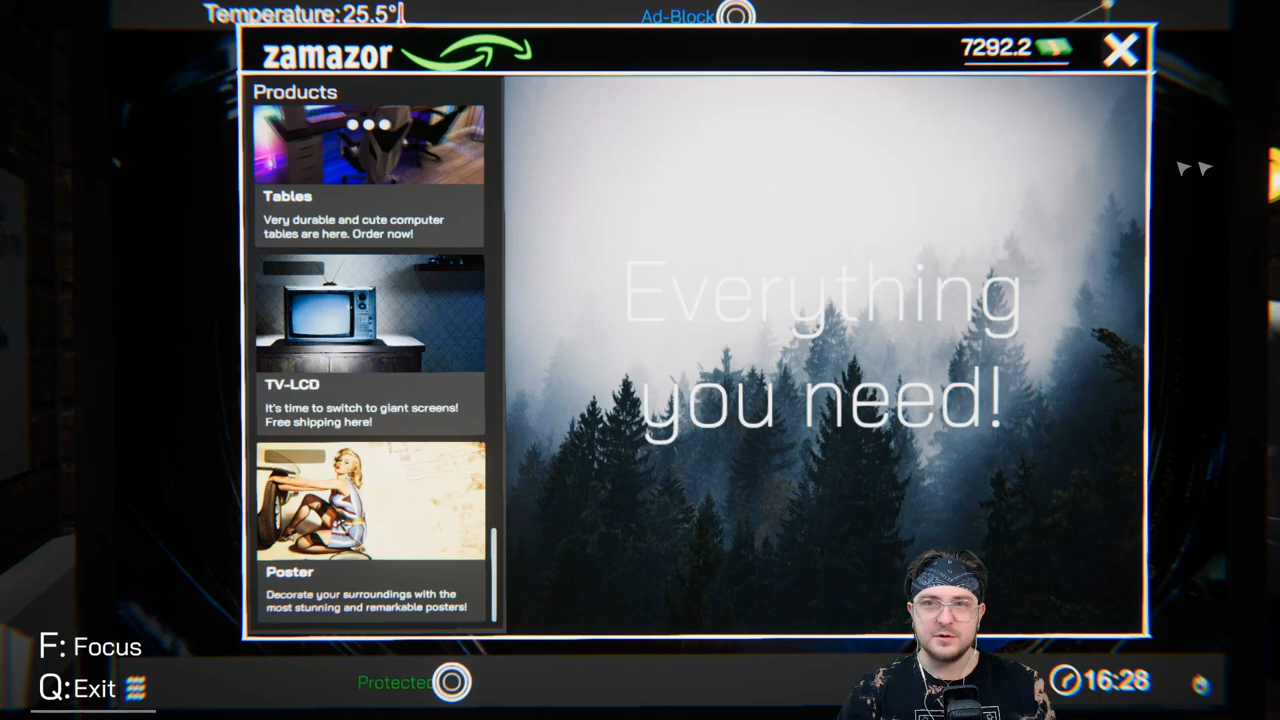 Temperature: 25.5°
Ad-Block
zamazor
7292.2
Products
Tables
Very durable and cute computer
tables are here. Order now!
TV-LCD
It's time to switch to giant screens!
Free shipping here!
Poster
Decorate your surroundings with the
most stunning and remarkable posters!
Everything
you need!
F: Focus
Q: Exit
Protected
16:28